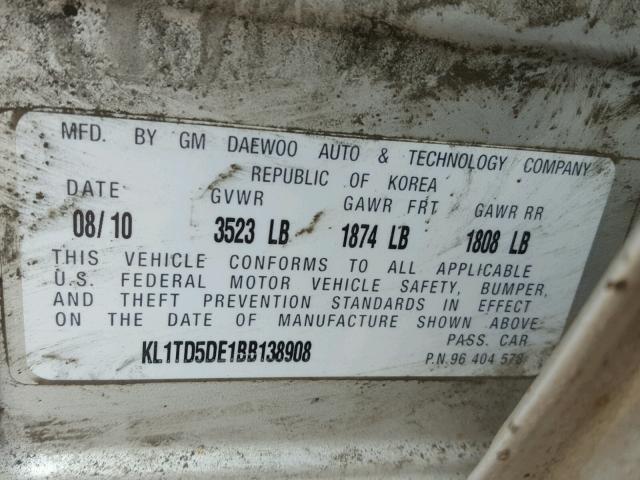 MFD. BY GM DAEWOO AUTO & TECHNOLOGY COMPANY
REPUBLIC OF KOREA
DATE GVWR GAWR FRT GAWR RR
08/10 3523 LB 1874 LB 1808 LB
THIS VEHICLE CONFORMS TO ALL APPLICABLE
U.S. FEDERAL MOTOR VEHICLE SAFETY, BUMPER,
AND THEFT PREVENTION STANDARDS IN EFFECT
ON THE DATE OF MANUFACTURE SHOWN ABOVE.
PASS. CAR
KL1TD5DE1BB138908
P.N.96 404 578